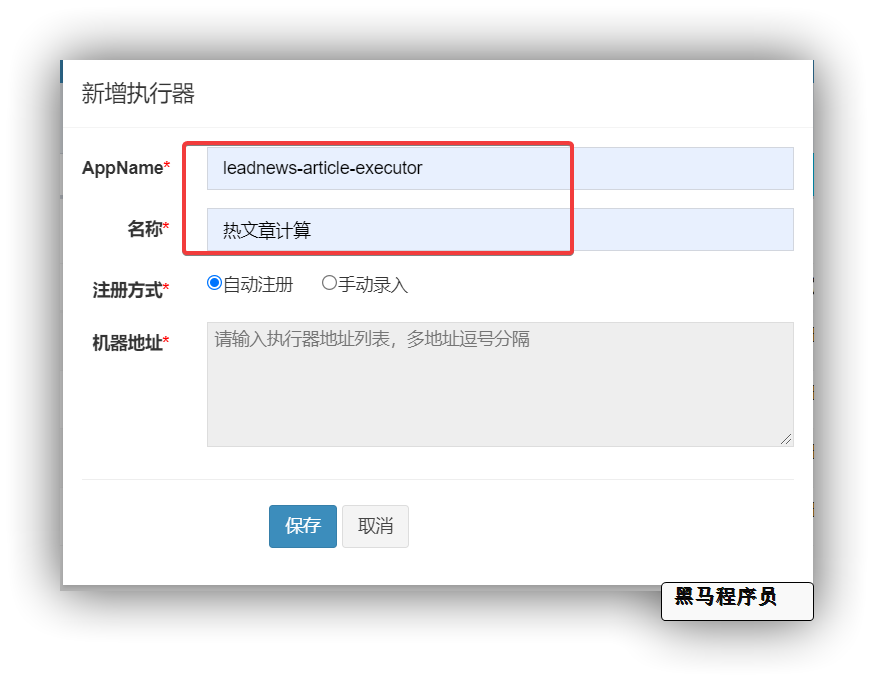 新增执行器
AppName* leadnews-article-executor
名称* 热文章计算
注册方式* 自动注册 手动录入
机器地址* 请输入执行器地址列表，多地址逗号分隔
保存 取消
黑马程序员